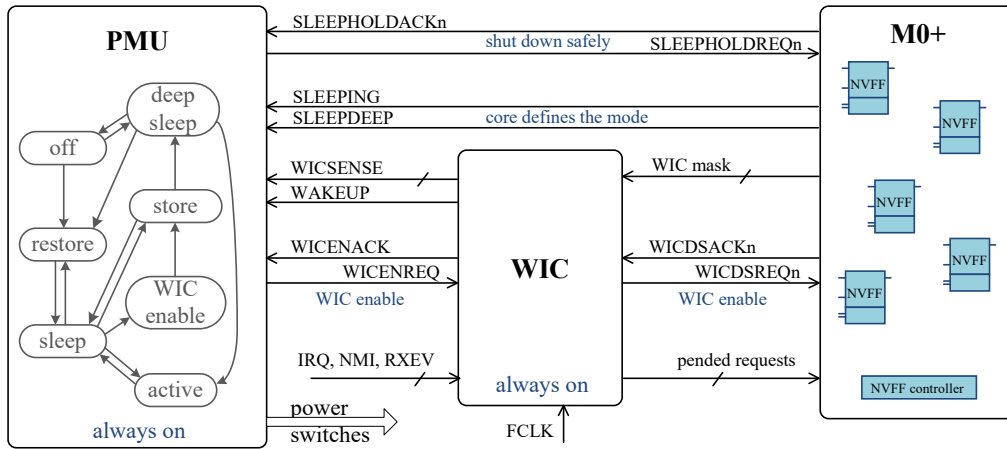 PMU
deep
sleep
off
store
restore
WIC
enable
sleep
active
always on
SLEEPHOLDACKn
shut down safely
SLEEPHOLDREQn
SLEEPING
SLEEPDEEP
core defines the mode
WICSENSE
WAKEUP
WICENACK
WICENREQ
WIC enable
IRQ, NMI, RXEV
power
switches
WIC
always on
FCLK
WIC mask
WICDSACKn
WICDSREQn
WIC enable
pended requests
M0+
NVFF
NVFF
NVFF
NVFF
NVFF
NVFF controller